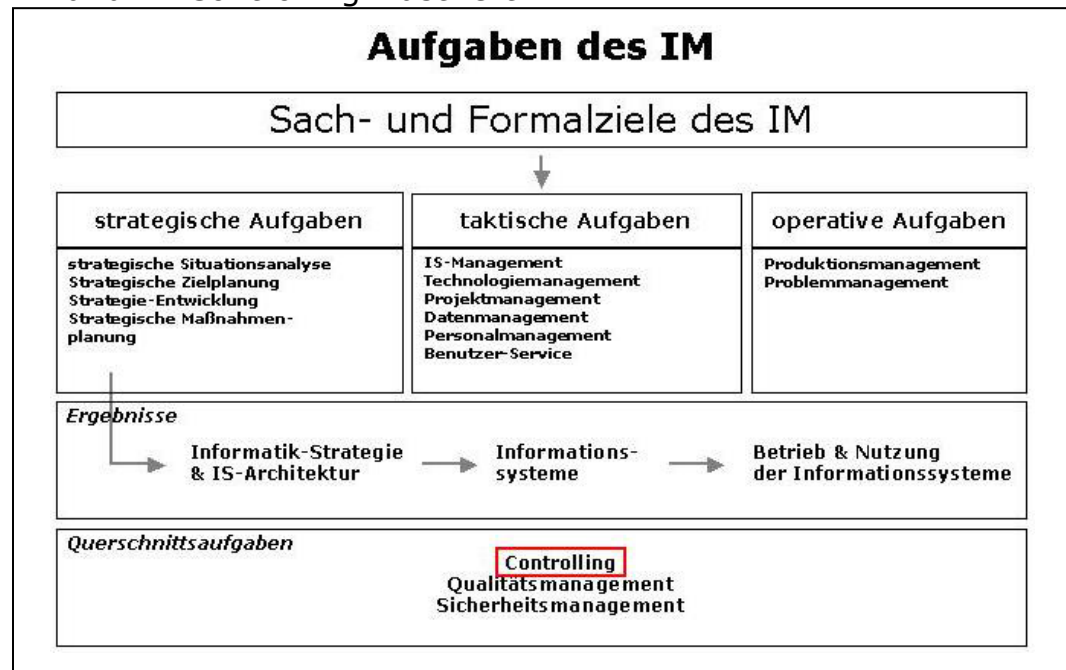 Aufgaben des IM
Sach- und Formalziele des IM
strategische Aufgaben
strategische Situationsanalyse
Strategische Zielplanung
Strategie-Entwicklung
Strategische Maßnahmen-
planung
taktische Aufgaben
IS-Management
Technologiemanagement
Projektmanagement
Datenmanagement
Personalmanagement
Benutzer-Service
operative Aufgaben
Produktionsmanagement
Problemmanagement
Ergebnisse
Informatik-Strategie
& IS-Architektur
Informations-
systeme
Betrieb & Nutzung
der Informationssysteme
Querschnittsaufgaben
Controlling
Qualitätsmanagement
Sicherheitsmanagement